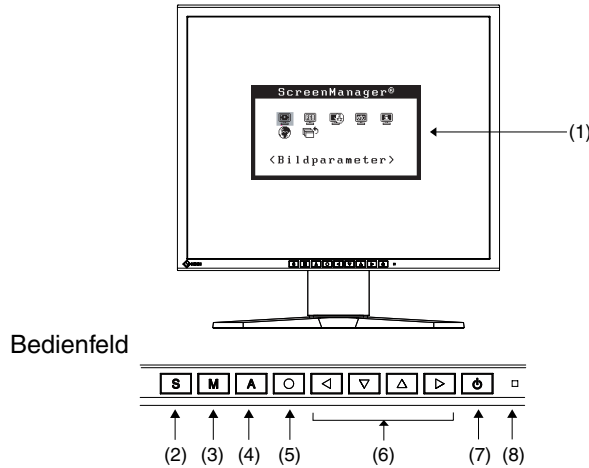 ScreenManager®
<Bildparameter>
(1)
Bedienfeld
S M A
(2) (3) (4) (5) (6) (7) (8)